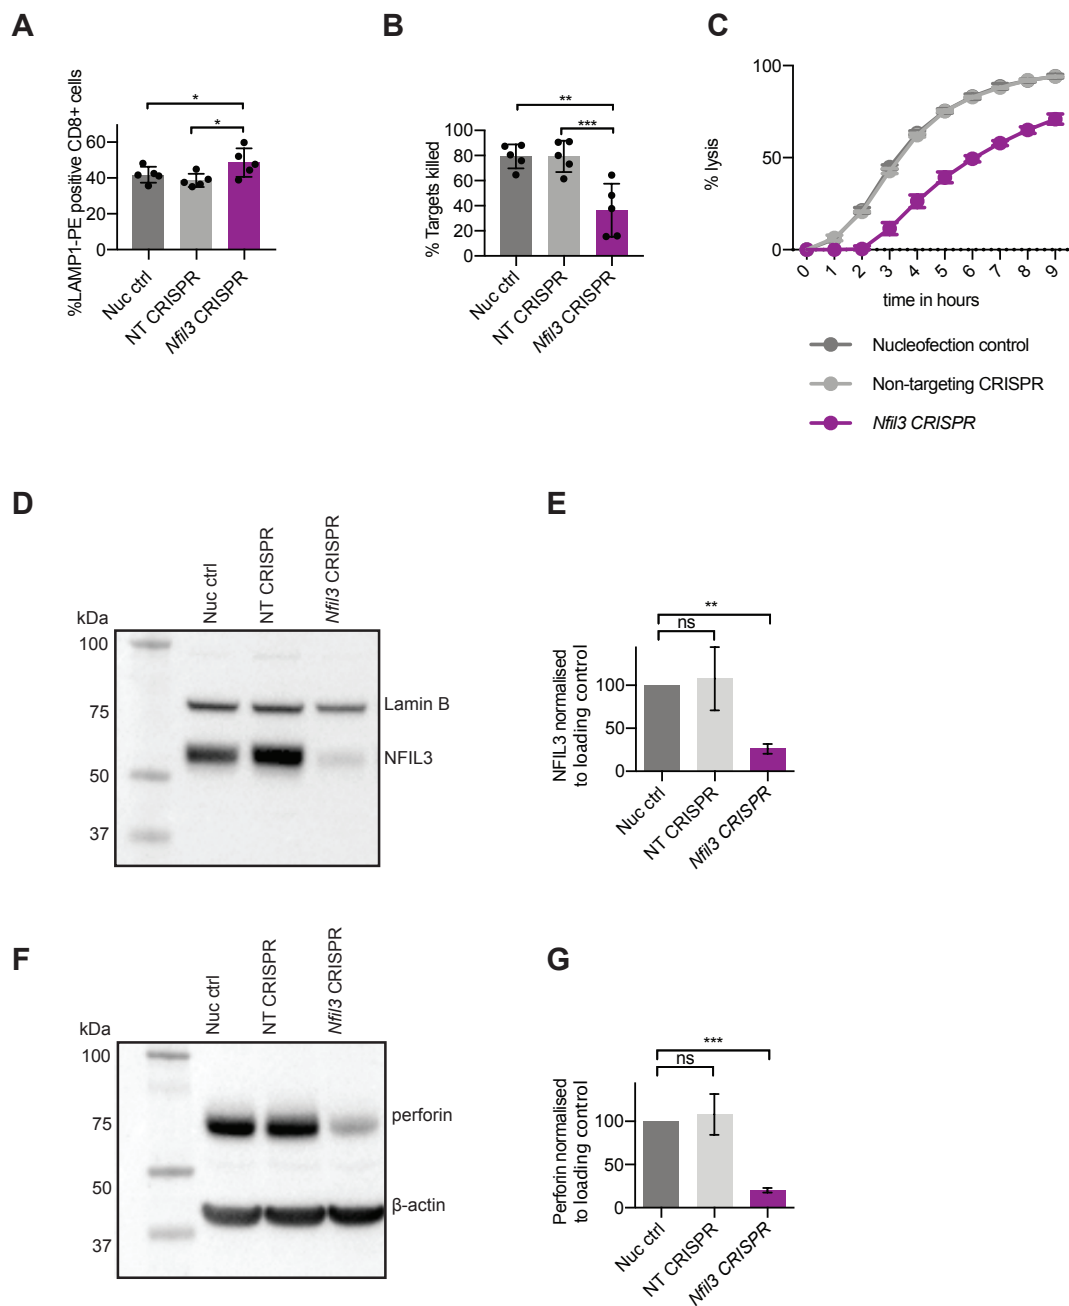 A
%LAMP1-PE positive CD8+ cells
60
40
20
0
*
*
Nuc ctrl
NT CRISPR
Nfil3 CRISPR
B
% Targets killed
100
80
60
40
20
0
**
***
Nuc ctrl
NT CRISPR
Nfil3 CRISPR
C
% lysis
100
50
0
0 1 2 3 4 5 6 7 8 9
time in hours
Nucleofection control
Non-targeting CRISPR
Nfil3 CRISPR
D
Nuc ctrl
NT CRISPR
Nfil3 CRISPR
kDa
100
75
50
37
Lamin B
NFIL3
E
NFIL3 normalised
to loading control
100
50
0
**
ns
Nuc ctrl
NT CRISPR
Nfil3 CRISPR
F
Nuc ctrl
NT CRISPR
Nfil3 CRISPR
kDa
100
75
50
37
perforin
β-actin
G
Perforin normalised
to loading control
100
50
0
***
ns
Nuc ctrl
NT CRISPR
Nfil3 CRISPR